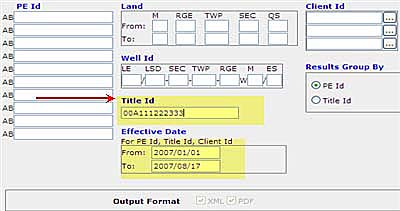 PE Id
AB
AB
AB
AB
AB
AB
AB
AB
AB
AB
Land
M RGE TWP SEC QS
From:
To:
Well Id
LE LSD SEC TWP RGE M ES
/ - - - W /
Title Id
00A111222333
Effective Date
For PE Id, Title Id, Client Id
From: 2007/01/01
To: 2007/08/17
Client Id
...
...
...
Results Group By
PE Id
Title Id
Output Format XML PDF